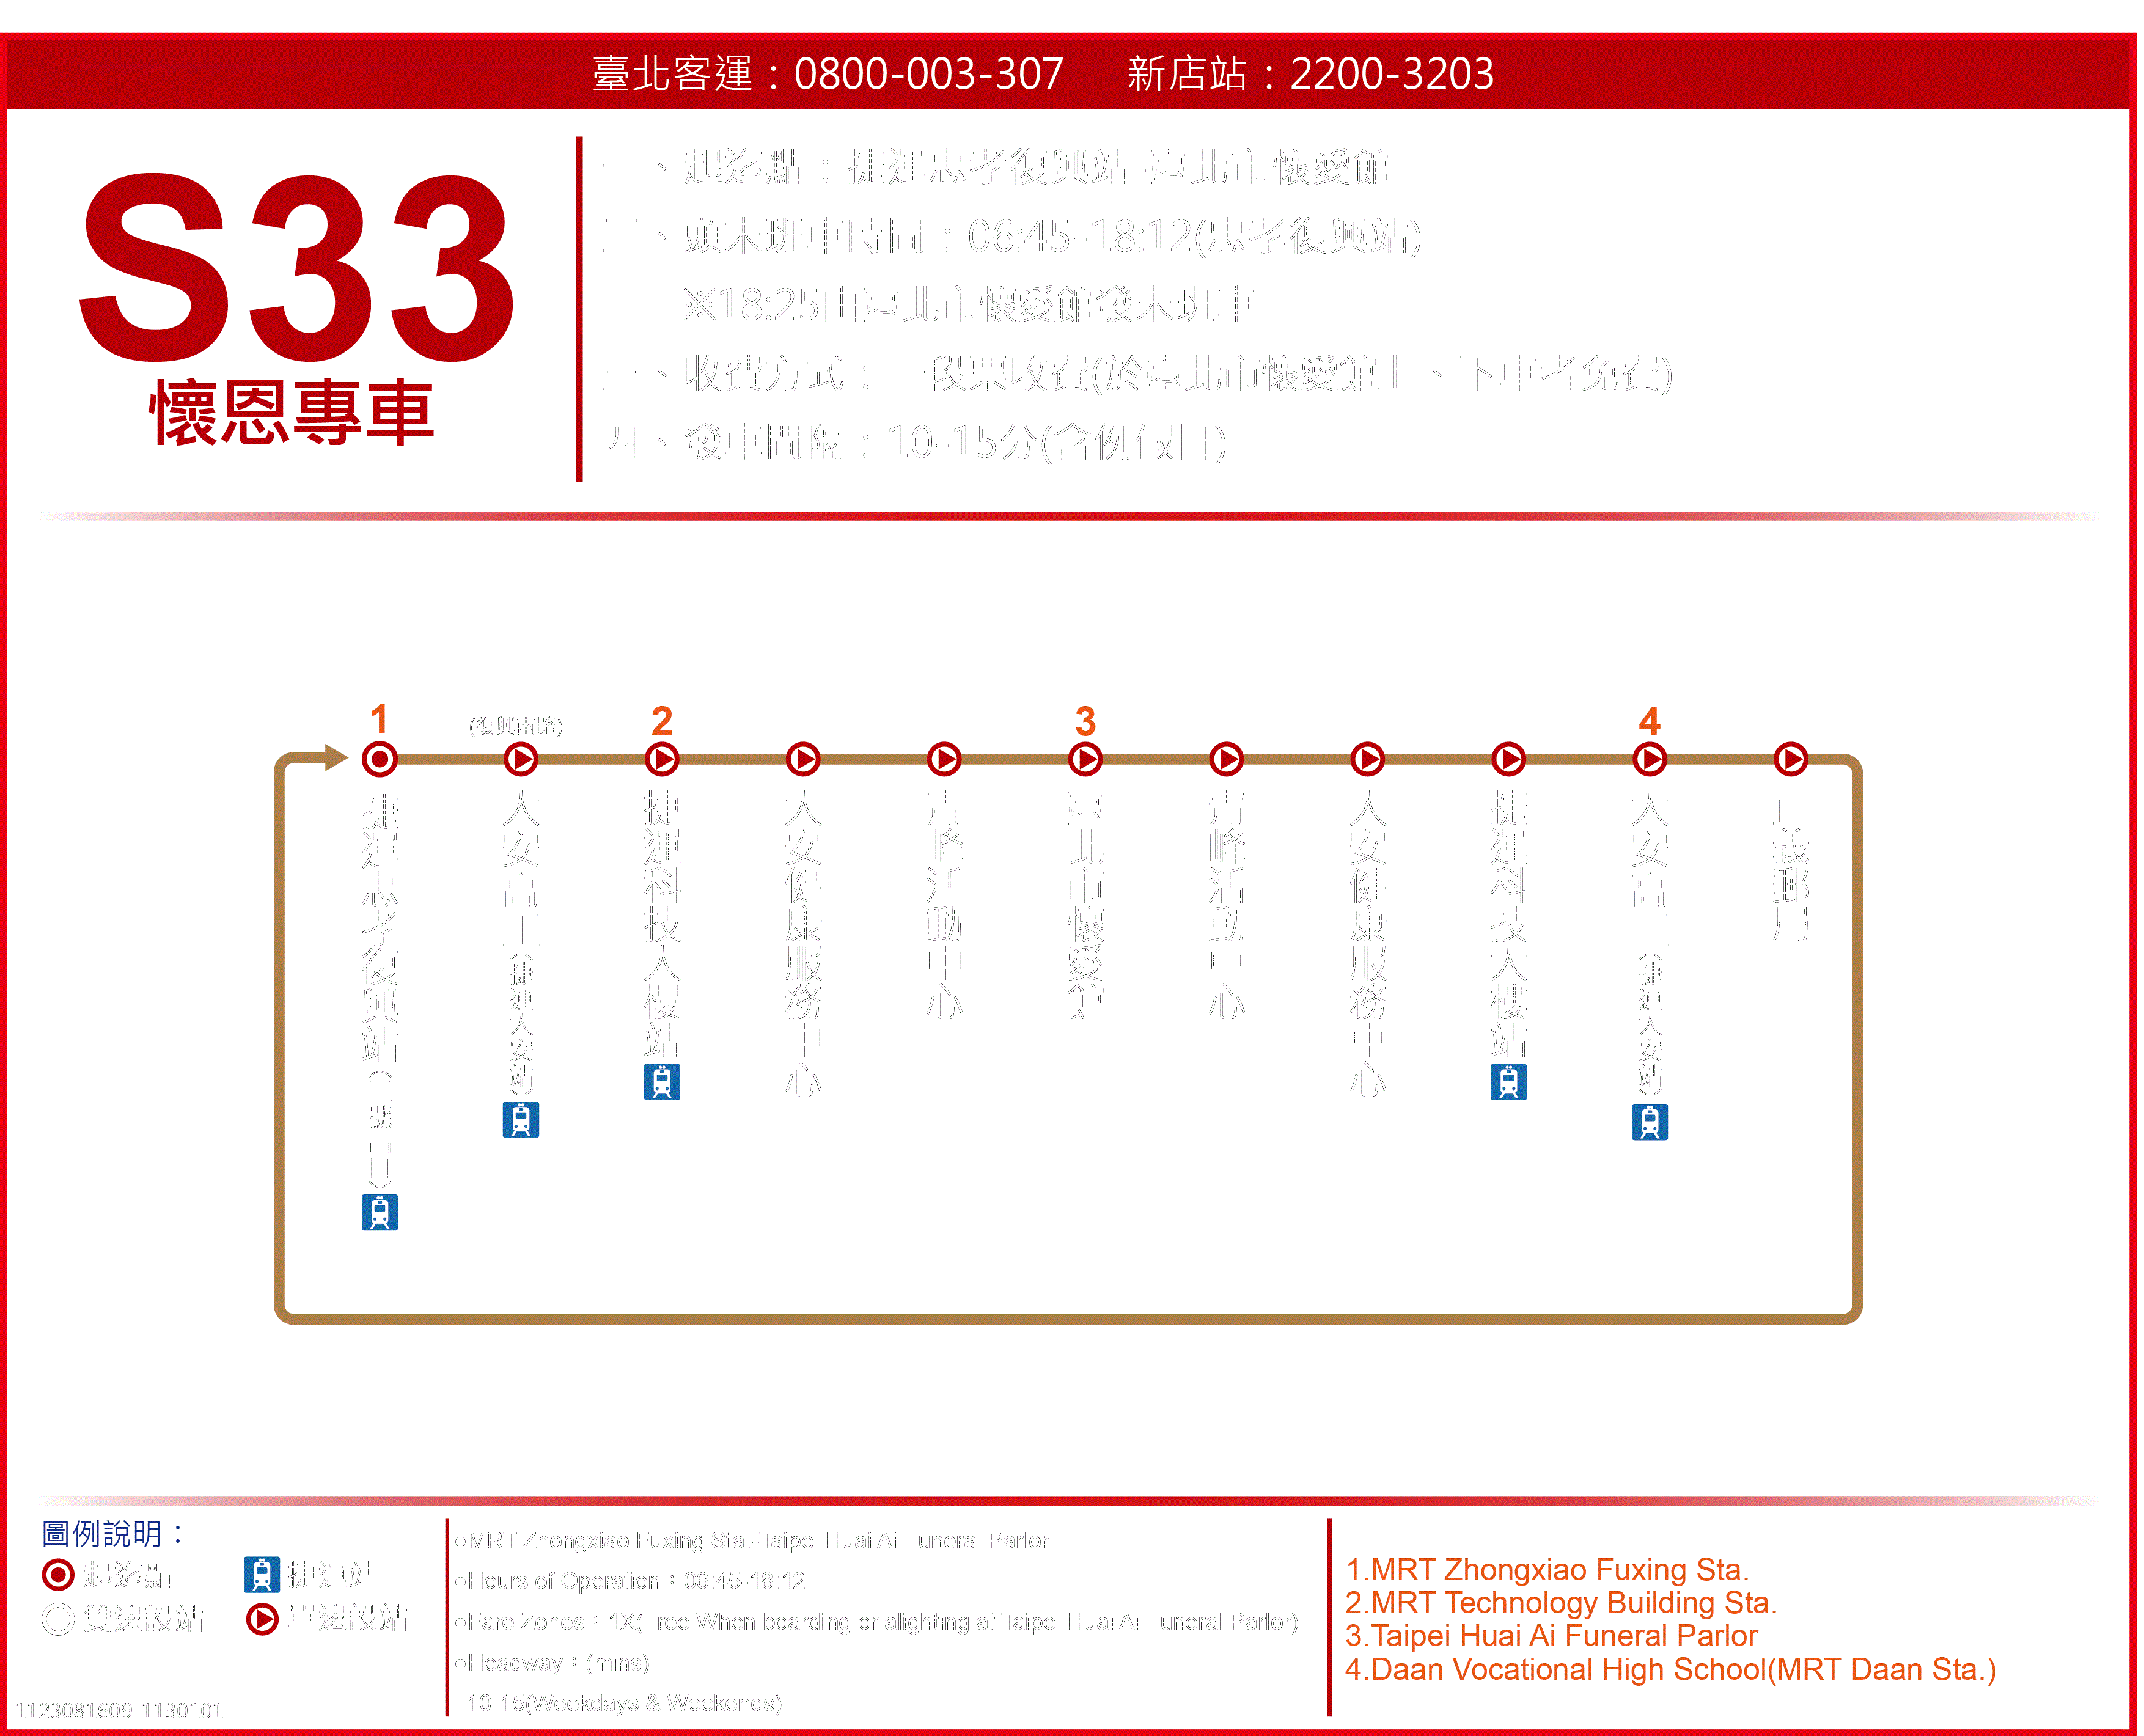 臺北客運：0800-003-307 新店站：2200-3203
S33
懷恩專車
一、起迄點：捷運忠孝復興站-臺北市懷愛館
二、頭末班車時間：06:45-18:12(忠孝復興站)
※18:25由臺北市懷愛館發末班車
三、收費方式：一段票收費(於臺北市懷愛館上、下車者免費)
四、發車間隔：10-15分(含例假日)
1
(復興南路)
2
3
4
捷運忠孝復興站
大安高工(捷運大安站)
捷運科技大樓站
大安健康服務中心
芳峰活動中心
臺北市懷愛館
芳峰活動中心
大安健康服務中心
捷運科技大樓站
大安高工(捷運大安站)
正義郵局
圖例說明：
起迄點
捷運站
雙邊設站
單邊設站
●MRT Zhongxiao Fuxing Sta.-Taipei Huai Ai Funeral Parlor
●Hours of Operation：06:45-18:12
●Fare Zones：1X(Free When boarding or alighting at Taipei Huai Ai Funeral Parlor)
●Headway：(mins)
10-15(Weekdays & Weekends)
1.MRT Zhongxiao Fuxing Sta.
2.MRT Technology Building Sta.
3.Taipei Huai Ai Funeral Parlor
4.Daan Vocational High School(MRT Daan Sta.)
1123081609-1130101